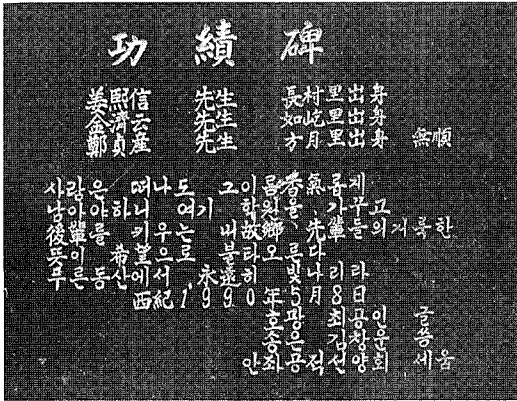 功績碑
姜熙信 先生 長村里出身
金濟云 先生 如屹里出身
鄭貞産 先生 方月里出身 無順
사람은 떠나도 그이름香氣롭게
남아야하니 여기 학원을 가꾸고
後輩를 키우는 내故鄕先輩들의거룩한
뜻이 希望으로 불타오른다
푸른동산에서 永遠히 빛나리라
西紀1990年5月8日
호광 최공인 글
송은 김창운 씀
안좌공적선양회 세움